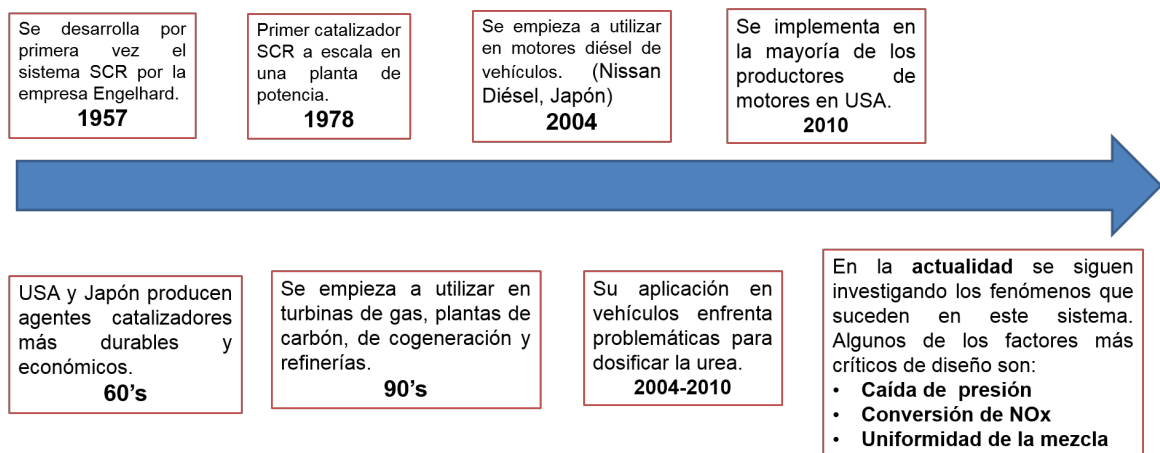 Se desarrolla por
primera vez el
sistema SCR por la
empresa Engelhard.
1957
Primer catalizador
SCR a escala en
una planta de
potencia.
1978
Se empieza a utilizar
en motores diésel de
vehículos. (Nissan
Diésel, Japón)
2004
Se implementa en
la mayoría de los
productores de
motores en USA.
2010
USA y Japón producen
agentes catalizadores
más durables y
económicos.
60’s
Se empieza a utilizar en
turbinas de gas, plantas de
carbón, de cogeneración y
refinerías.
90’s
Su aplicación en
vehículos enfrenta
problemáticas para
dosificar la urea.
2004-2010
En la actualidad se siguen
investigando los fenómenos que
suceden en este sistema.
Algunos de los factores más
críticos de diseño son:
• Caída de presión
• Conversión de NOx
• Uniformidad de la mezcla